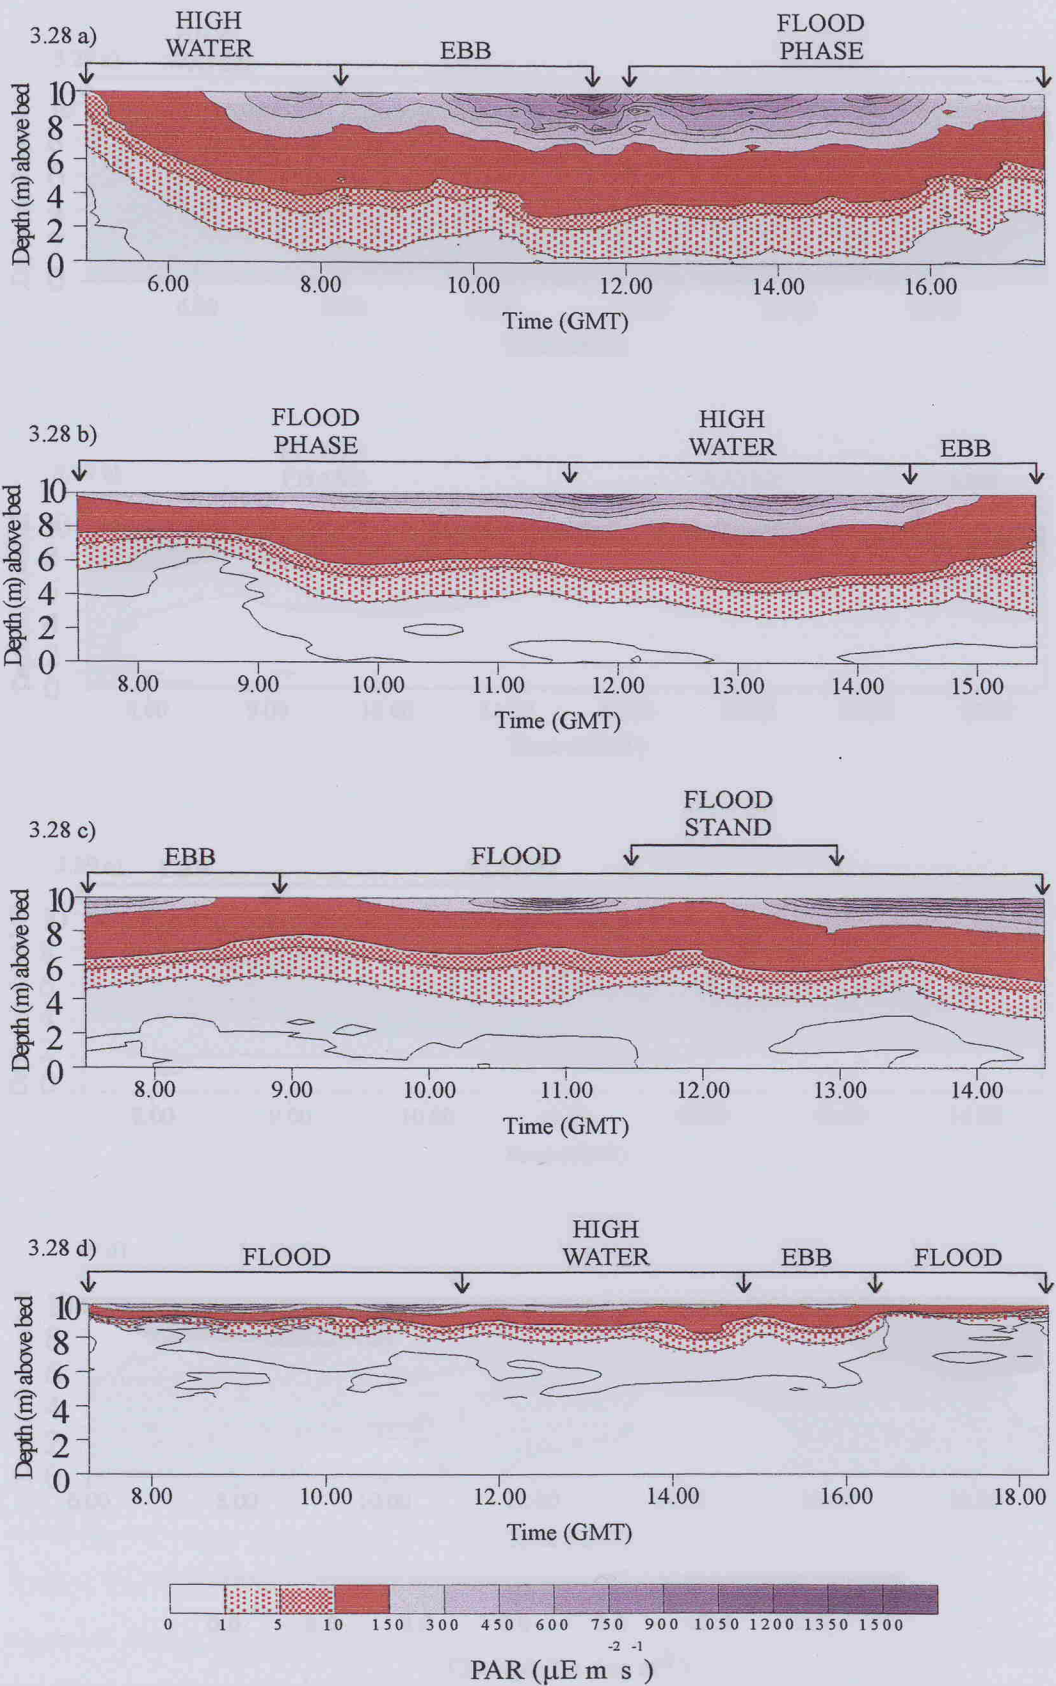 3.28 a)
HIGH
WATER
EBB
FLOOD
PHASE
Depth (m) above bed
10
8
6
4
2
0
6.00 8.00 10.00 12.00 14.00 16.00
Time (GMT)
3.28 b)
FLOOD
PHASE
HIGH
WATER
EBB
Depth (m) above bed
10
8
6
4
2
0
8.00 9.00 10.00 11.00 12.00 13.00 14.00 15.00
Time (GMT)
3.28 c)
EBB
FLOOD
FLOOD
STAND
Depth (m) above bed
10
8
6
4
2
0
8.00 9.00 10.00 11.00 12.00 13.00 14.00
Time (GMT)
3.28 d)
FLOOD
HIGH
WATER
EBB
FLOOD
Depth (m) above bed
10
8
6
4
2
0
8.00 10.00 12.00 14.00 16.00 18.00
Time (GMT)
0 1 5 10 150 300 450 600 750 900 1050 1200 1350 1500
PAR (µE m⁻² s⁻¹)